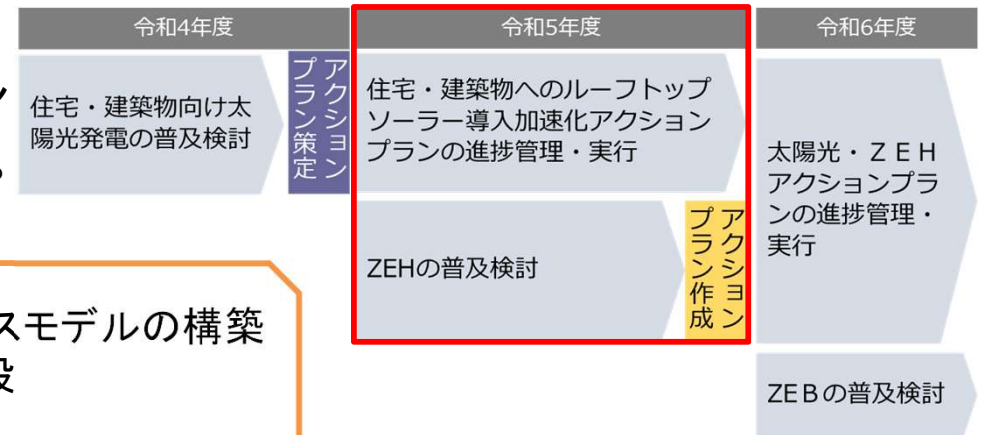 令和4年度
令和5年度
令和6年度
住宅・建築物向け太
陽光発電の普及検討
アクション
プラン策定
住宅・建築物へのルーフトップ
ソーラー導入加速化アクション
プランの進捗管理・実行
ZEHの普及検討
アクション
プラン作成
太陽光・ＺＥＨ
アクションプラ
ンの進捗管理・
実行
ZEＢの普及検討
スモデルの構築